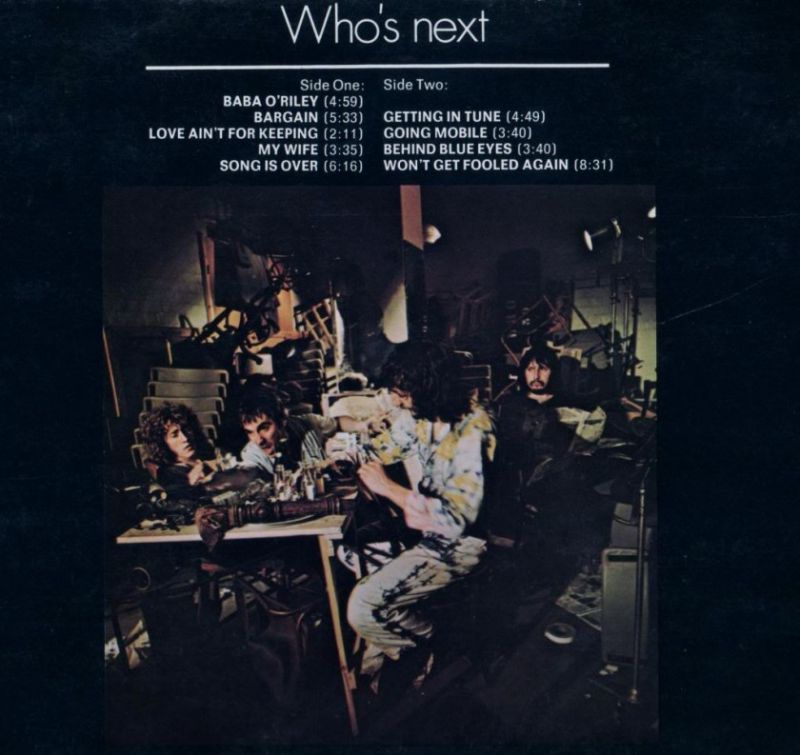 Who's next
Side One:
BABA O'RILEY (4:59)
BARGAIN (5:33)
LOVE AIN'T FOR KEEPING (2:11)
MY WIFE (3:35)
SONG IS OVER (6:16)
Side Two:
GETTING IN TUNE (4:49)
GOING MOBILE (3:40)
BEHIND BLUE EYES (3:40)
WON'T GET FOOLED AGAIN (8:31)